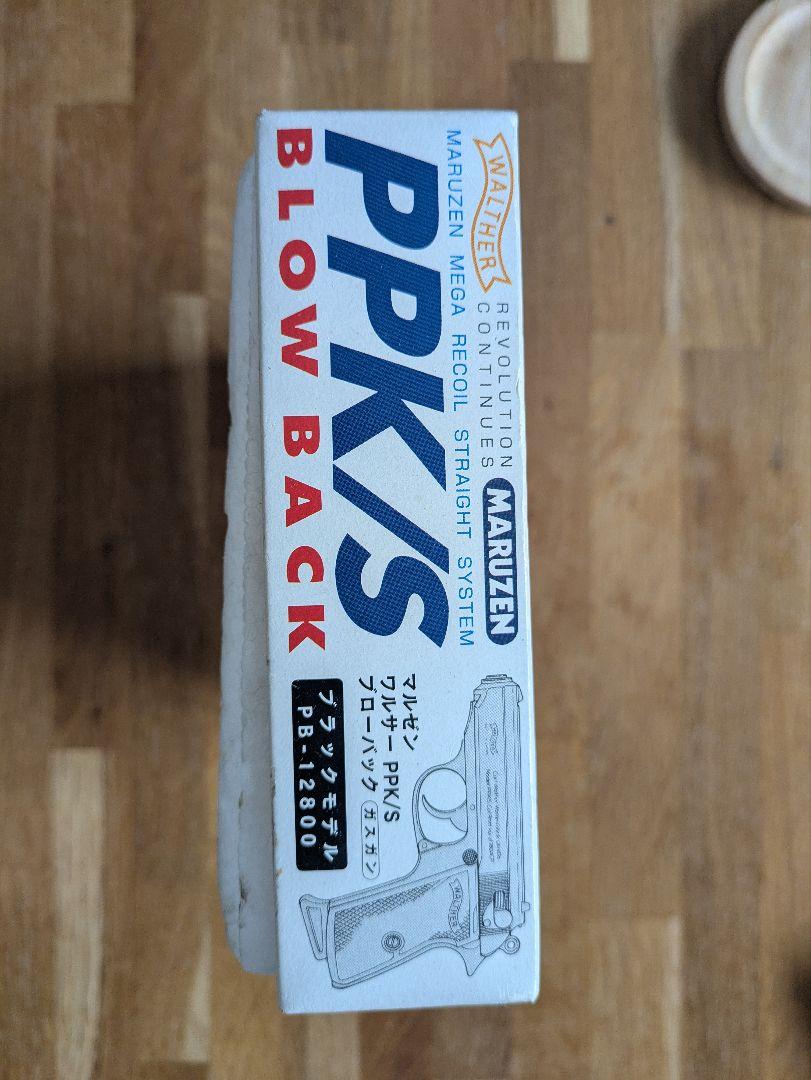 WALTHER
REVOLUTION
CONTINUES
MARUZEN
MARUZEN MEGA RECOIL STRAIGHT SYSTEM
PPK/S
BLOW BACK
マルゼン
ワルサー PPK/S
ブローバック ガスガン
ブラックモデル
PB-12800
WALTHER